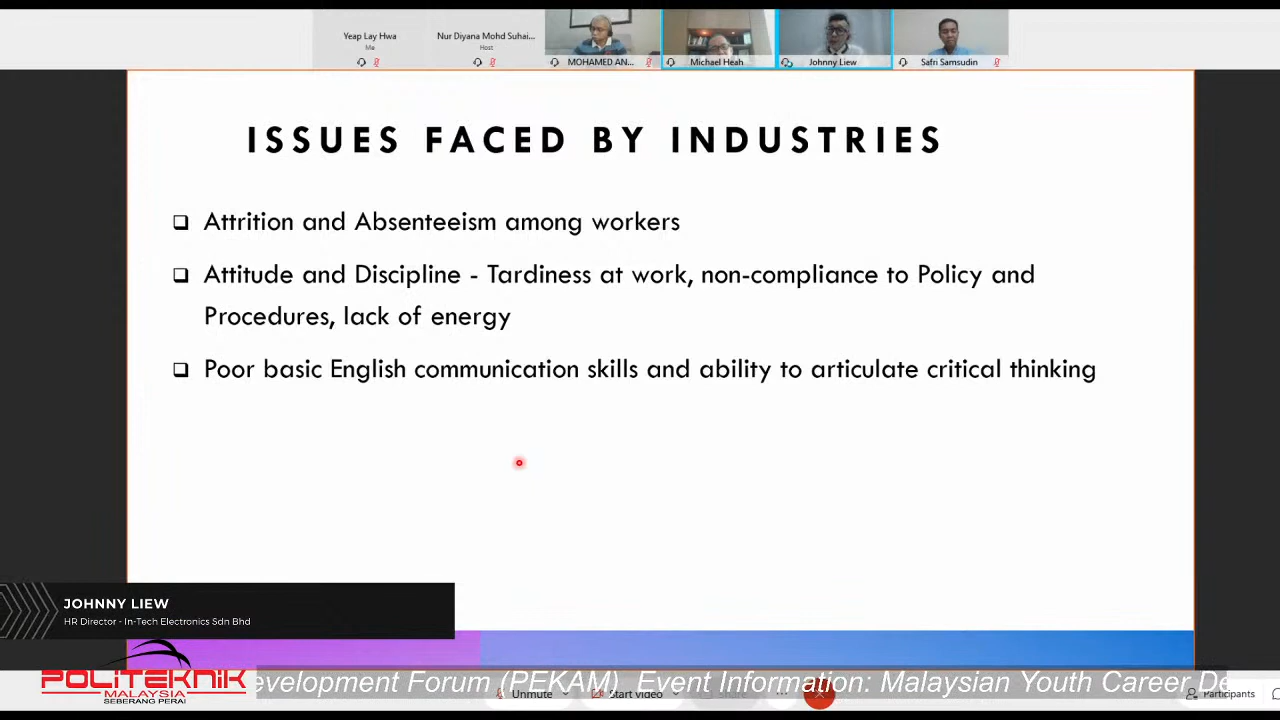 Yeap Lay Hwa
Me
Nur Diyana Mohd Suhai...
Host
MOHAMED AN...
Michael Heah
Johnny Liew
Safri Samsudin
ISSUES FACED BY INDUSTRIES
Attrition and Absenteeism among workers
Attitude and Discipline - Tardiness at work, non-compliance to Policy and
Procedures, lack of energy
Poor basic English communication skills and ability to articulate critical thinking
JOHNNY LIEW
HR Director - In-Tech Electronics Sdn Bhd
POLITEKNIK
MALAYSIA
SEBERANG PERAI
evelopment Forum (PEKAM). Event Information: Malaysian Youth Career De
Unmute
Start video
Share
Participants